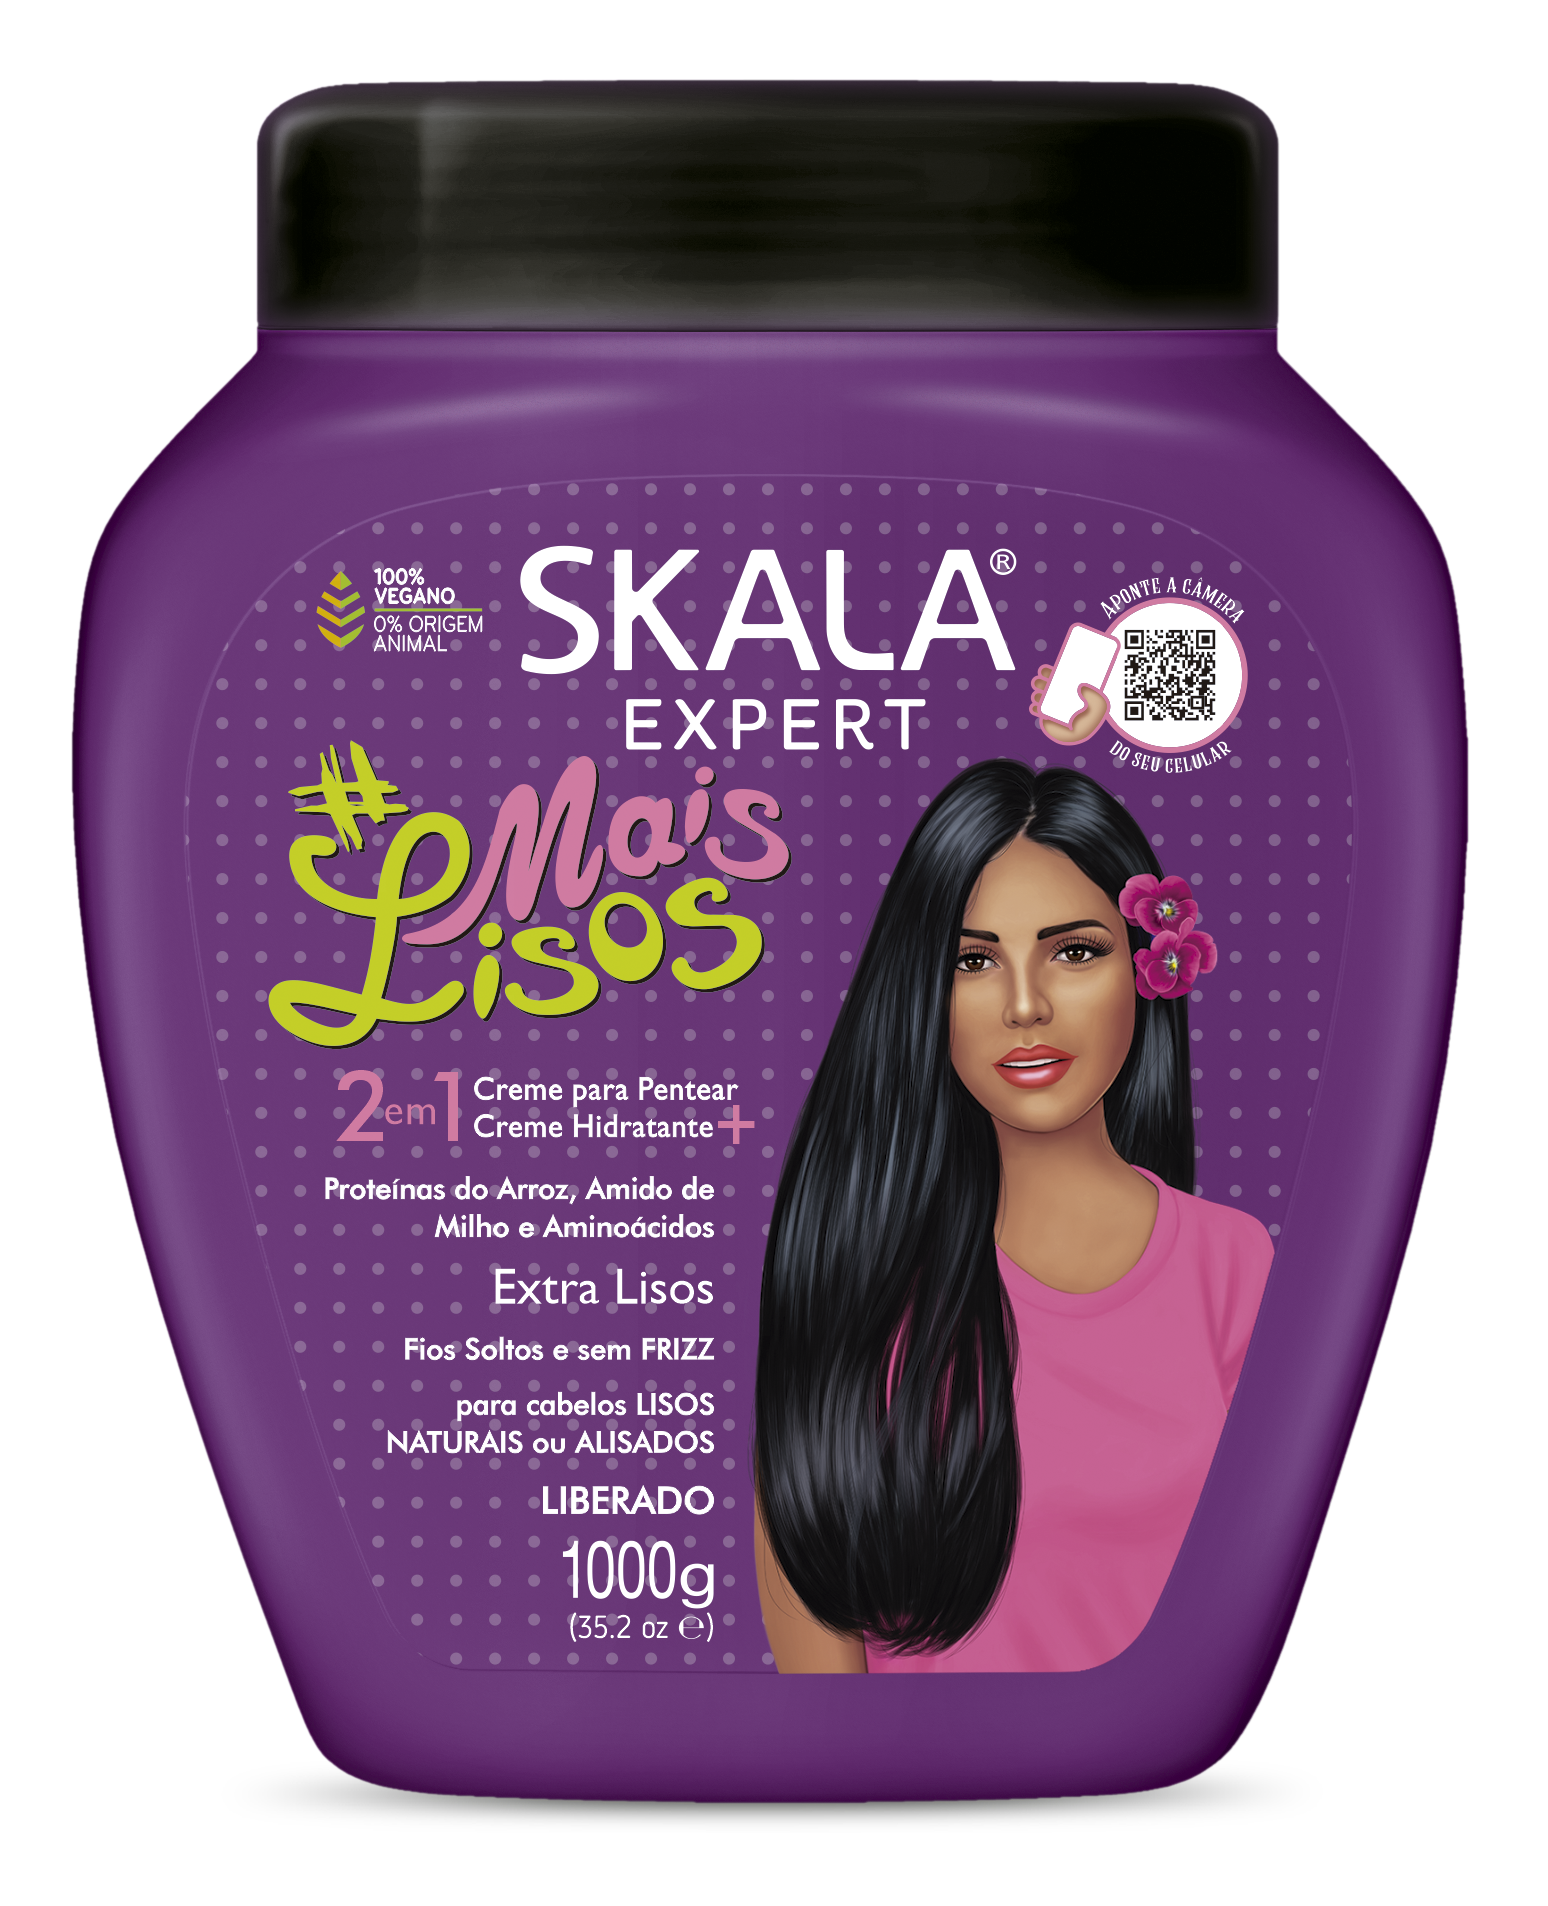 100%
VEGANO
0% ORIGEM
ANIMAL
SKALA®
EXPERT
APONTE A CÂMERA
DO SEU CELULAR
#Mais
Lisos
2em1 Creme para Pentear
Creme Hidratante+
Proteínas do Arroz, Amido de
Milho e Aminoácidos
Extra Lisos
Fios Soltos e sem FRIZZ
para cabelos LISOS
NATURAIS ou ALISADOS
LIBERADO
1000g
(35.2 oz ℮)